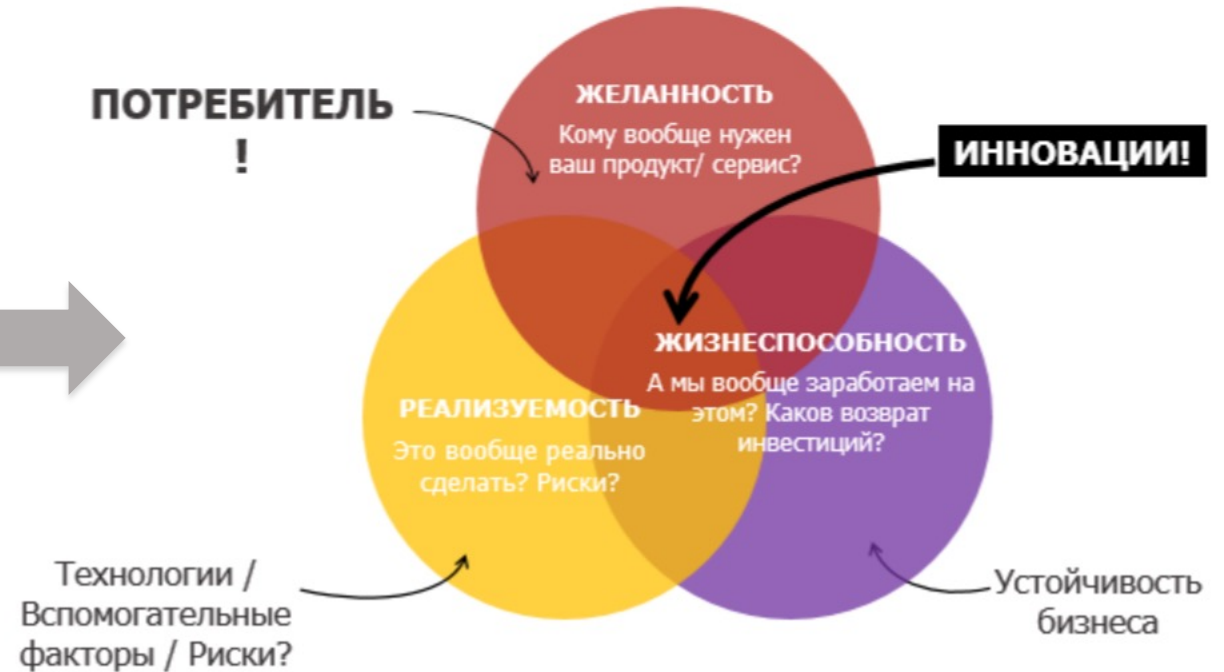 ПОТРЕБИТЕЛЬ
!
ЖЕЛАННОСТЬ
Кому вообще нужен
ваш продукт/ сервис?
ИННОВАЦИИ!
ЖИЗНЕСПОСОБНОСТЬ
А мы вообще заработаем на
этом? Каков возврат
инвестиций?
РЕАЛИЗУЕМОСТЬ
Это вообще реально
сделать? Риски?
Технологии /
Вспомогательные
факторы / Риски?
Устойчивость
бизнеса